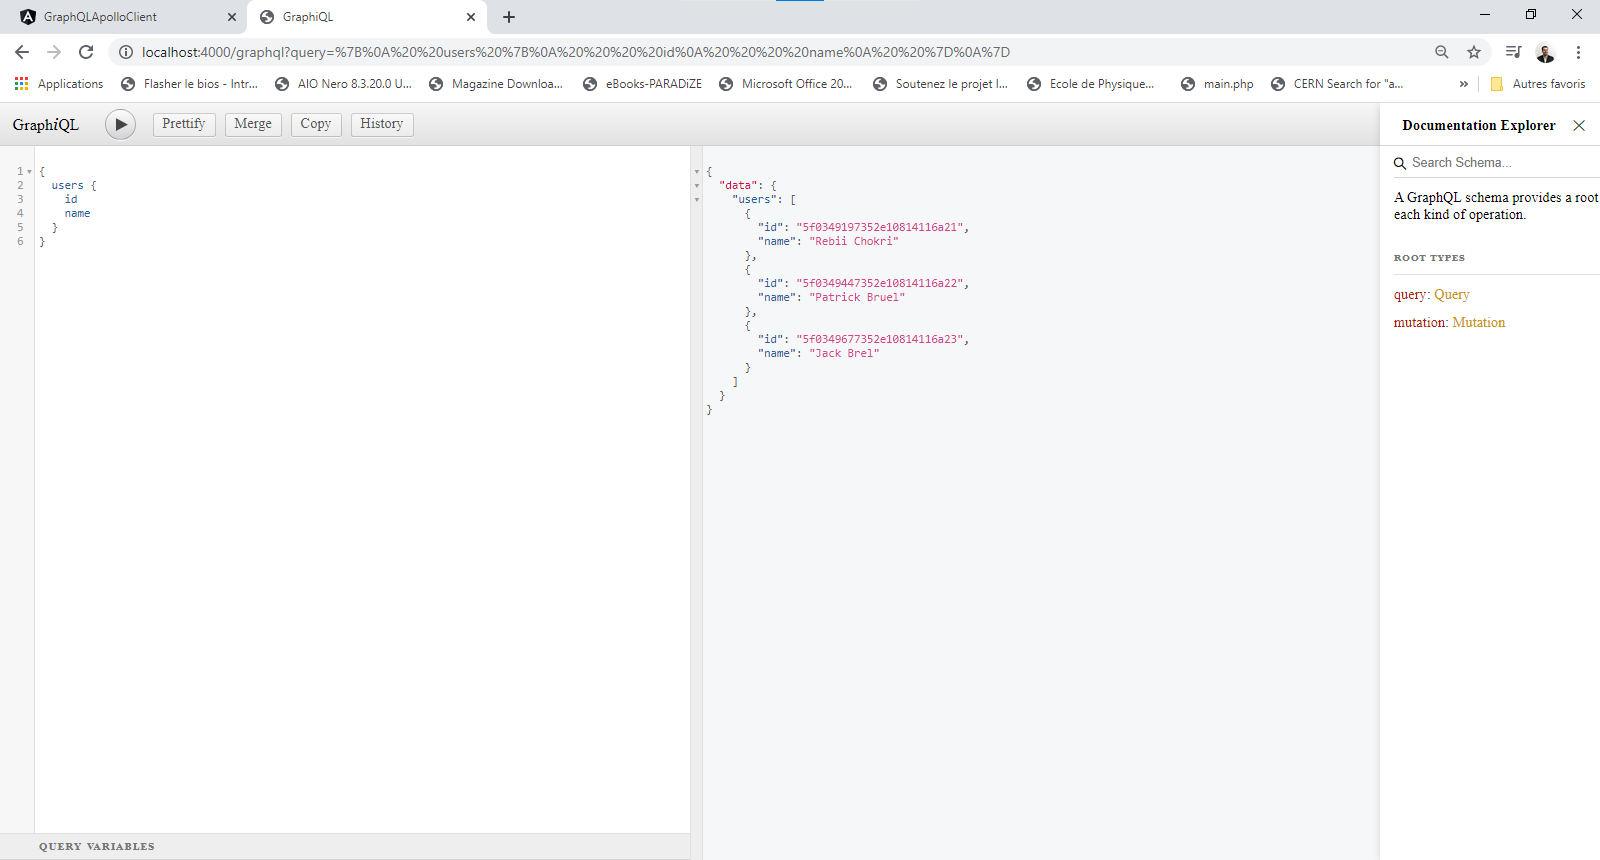 GraphQLApolloClient
GraphiQL
localhost:4000/graphql?query=%7B%0A%20%20users%20%7B%0A%20%20%20%20id%0A%20%20%20%20name%0A%20%20%7D%0A%7D
Applications Flasher le bios - Intr... AIO Nero 8.3.20.0 U... Magazine Downloa... eBooks-PARADiZE Microsoft Office 20... Soutenez le projet I... Ecole de Physique... main.php CERN Search for "a... » Autres favoris
GraphiQL Prettify Merge Copy History
1 {
2 users {
3 id
4 name
5 }
6 }
QUERY VARIABLES
{
"data": {
"users": [
{
"id": "5f0349197352e10814116a21",
"name": "Rebii Chokri"
},
{
"id": "5f0349447352e10814116a22",
"name": "Patrick Bruel"
},
{
"id": "5f0349677352e10814116a23",
"name": "Jack Brel"
}
]
}
}
Documentation Explorer
Search Schema...
A GraphQL schema provides a root
each kind of operation.
ROOT TYPES
query: Query
mutation: Mutation